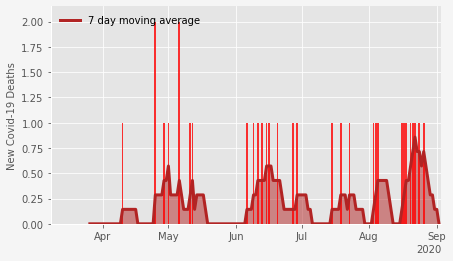 7 day moving average
New Covid-19 Deaths
2.00
1.75
1.50
1.25
1.00
0.75
0.50
0.25
0.00
Apr
May
Jun
Jul
Aug
Sep
2020